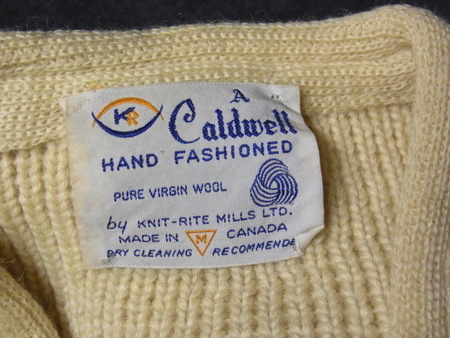 A
KR Caldwell
HAND FASHIONED
PURE VIRGIN WOOL
by KNIT-RITE MILLS LTD.
MADE IN M CANADA
DRY CLEANING RECOMMENDE